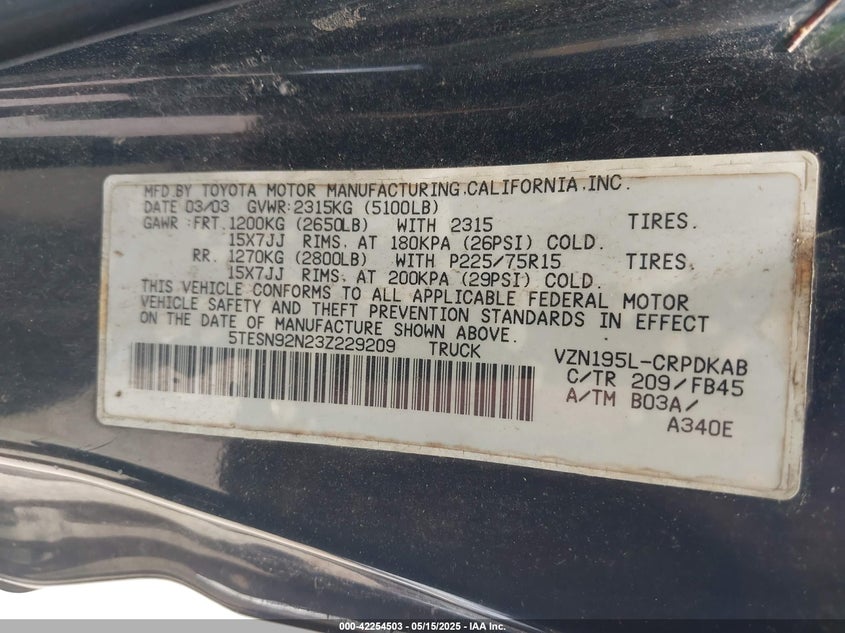 MFD.BY TOYOTA MOTOR MANUFACTURING,CALIFORNIA,INC.
DATE 03/03 GVWR:2315KG (5100LB)
GAWR FRT.1200KG (2650LB) WITH 2315 TIRES.
15X7JJ RIMS. AT 180KPA (26PSI) COLD.
RR. 1270KG (2800LB) WITH P225/75R15 TIRES,
15X7JJ RIMS. AT 200KPA (29PSI) COLD.
THIS VEHICLE CONFORMS TO ALL APPLICABLE FEDERAL MOTOR
VEHICLE SAFETY AND THEFT PREVENTION STANDARDS IN EFFECT
ON THE DATE OF MANUFACTURE SHOWN ABOVE.
5TESN92N23Z229209 TRUCK
VZN195L-CRPDKAB
C/TR 209/FB45
A/TM B03A/
A340E
000-42254503 — 05/15/2025 — IAA Inc.